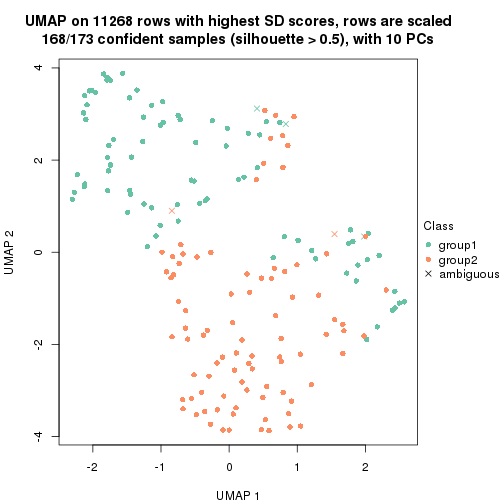 UMAP on 11268 rows with highest SD scores, rows are scaled
168/173 confident samples (silhouette > 0.5), with 10 PCs
4
2
0
-2
-4
UMAP 2
-2
-1
0
1
2
UMAP 1
Class
group1
group2
ambiguous